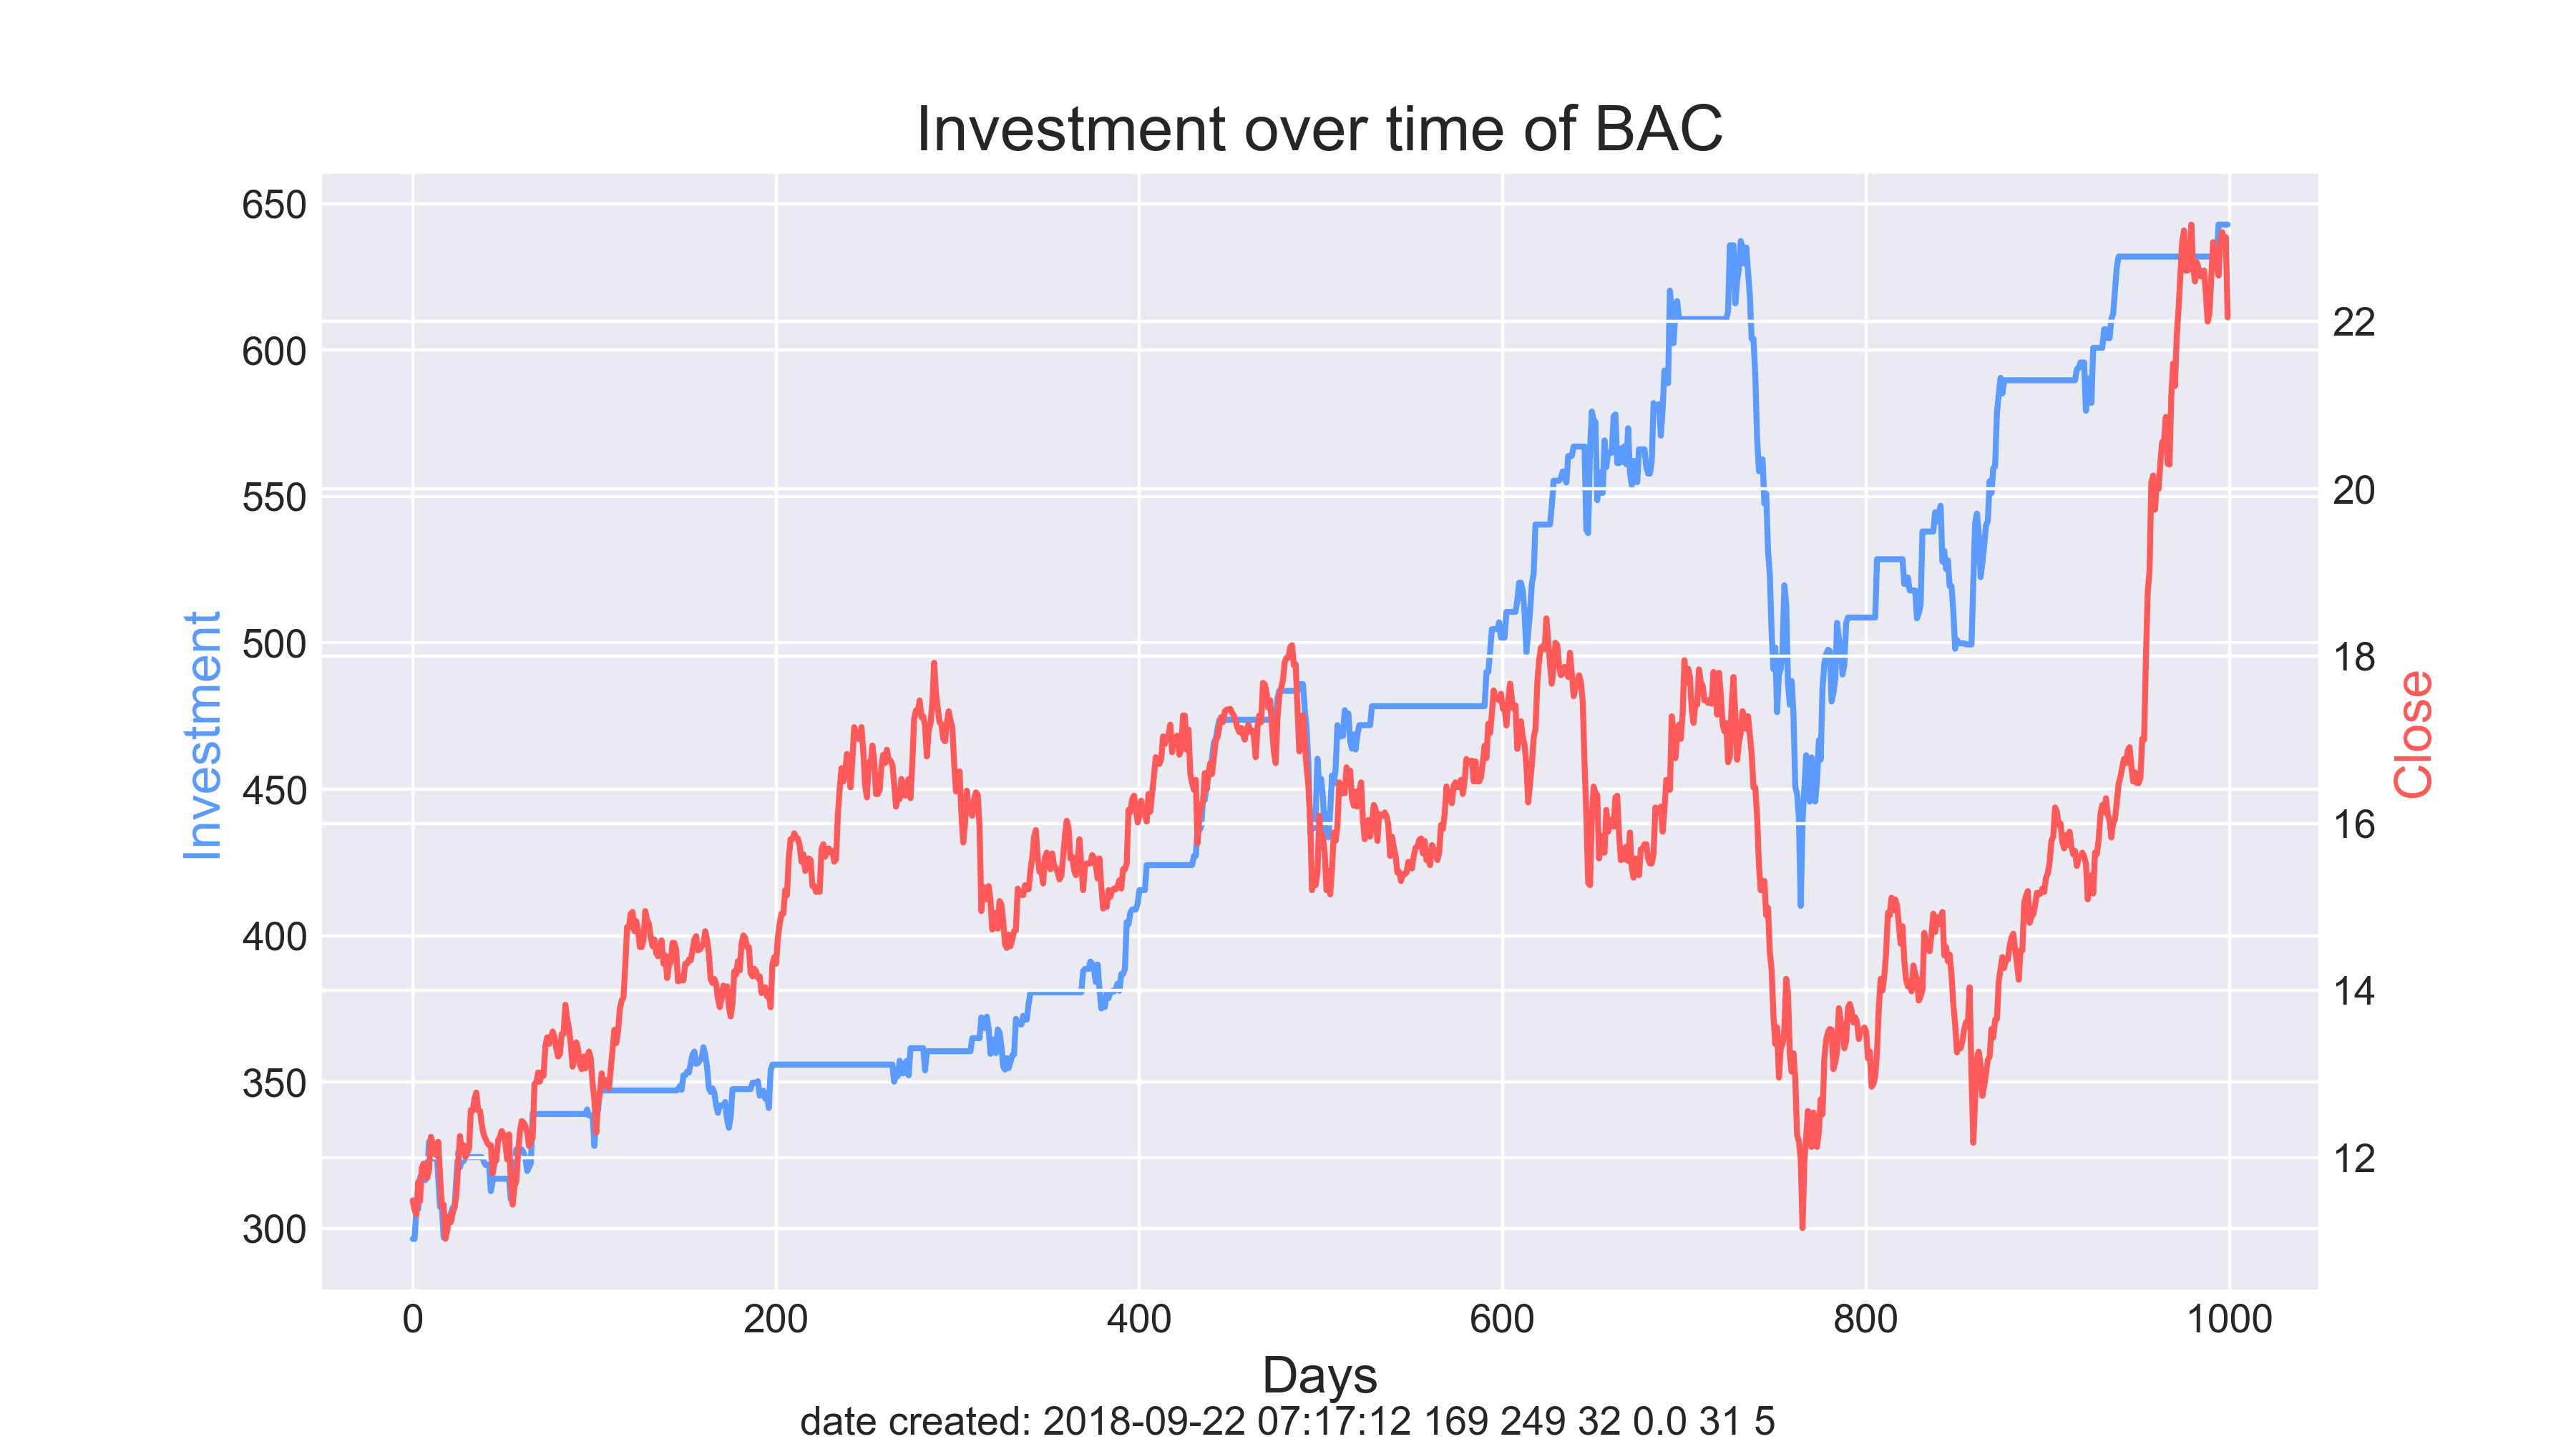 Investment over time of BAC
650
600
550
500
450
400
350
300
Investment
22
20
18
16
14
12
Close
0 200 400 600 800 1000
Days
date created: 2018-09-22 07:17:12 169 249 32 0.0 31 5